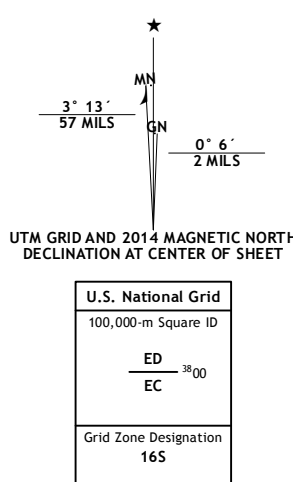 ★
MN
3° 13´
57 MILS
GN
0° 6´
2 MILS
UTM GRID AND 2014 MAGNETIC NORTH
DECLINATION AT CENTER OF SHEET
U.S. National Grid
100,000-m Square ID
ED
3800
EC
Grid Zone Designation
16S